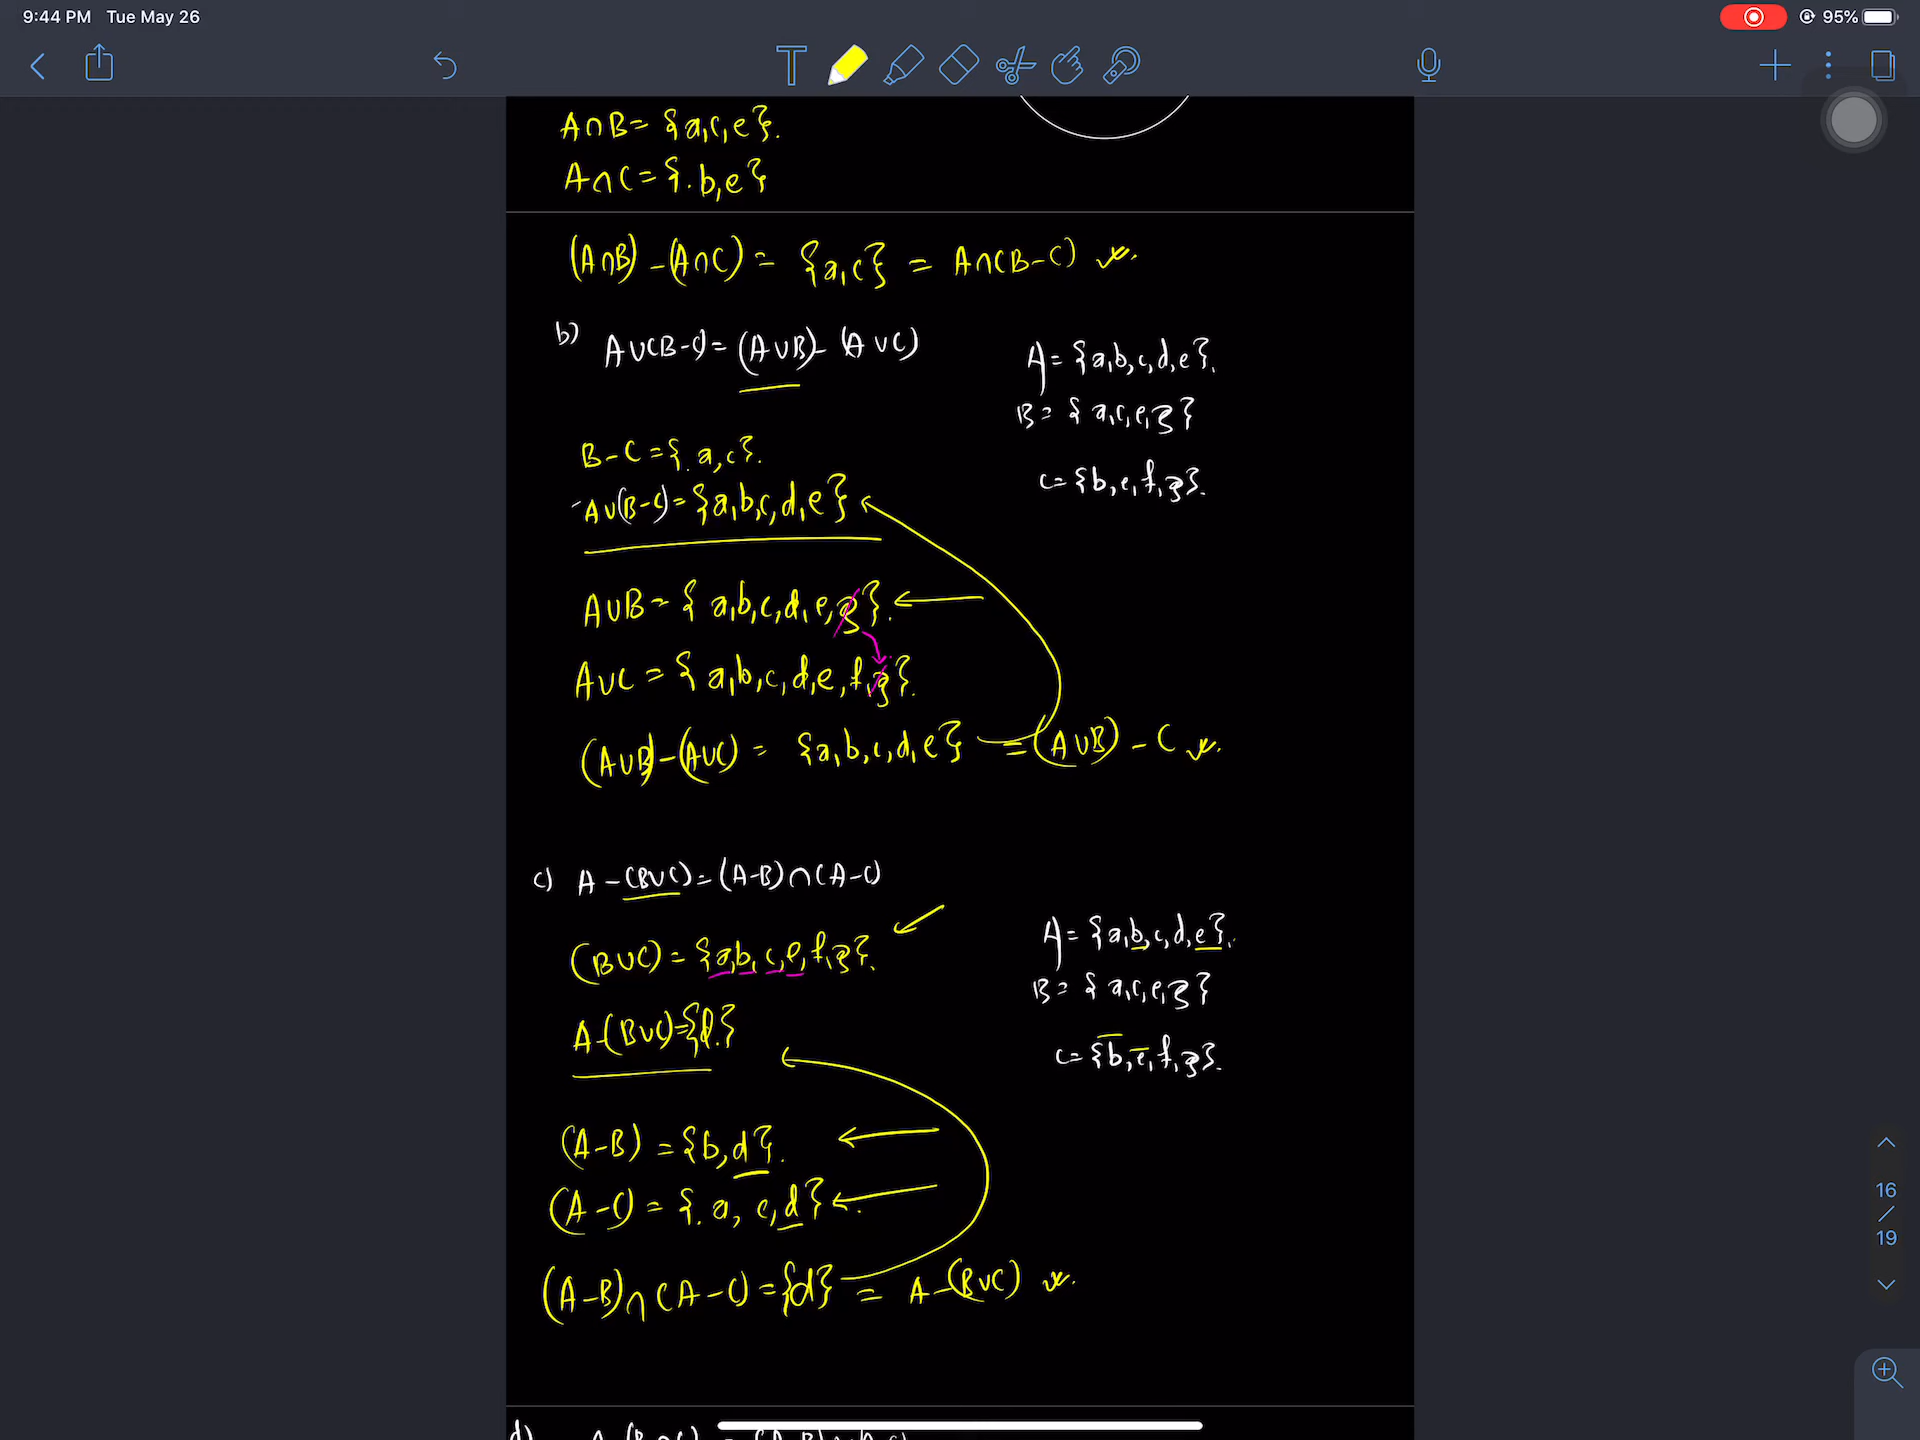 9:44 PM Tue May 26
95%
A∩B = {a,c,e}.
A∩C = {.b,e}
(A∩B) - (A∩C) = {a,c} = A∩(B-C)
b) A∪(B-C) = (A∪B) - (A∪C)
A = {a,b,c,d,e}.
B = {a,c,e,g}
C = {b,e,f,g}.
B-C = {.a,c}.
A∪(B-C) = {a,b,c,d,e}
A∪B = {a,b,c,d,e,g}.
A∪C = {a,b,c,d,e,f,g}.
(A∪B) - (A∪C) = {a,b,c,d,e} = (A∪B) - C
c) A - (B∪C) = (A-B)∩(A-C)
A = {a,b,c,d,e}.
B = {a,c,e,g}
C = {b,e,f,g}.
(B∪C) = {a,b,c,e,f,g}.
A-(B∪C)={d.}
(A-B) = {b,d}.
(A-C) = {.a, c,d}.
(A-B)∩(A-C) = {d} = A-(B∪C)
16
/
19
d)